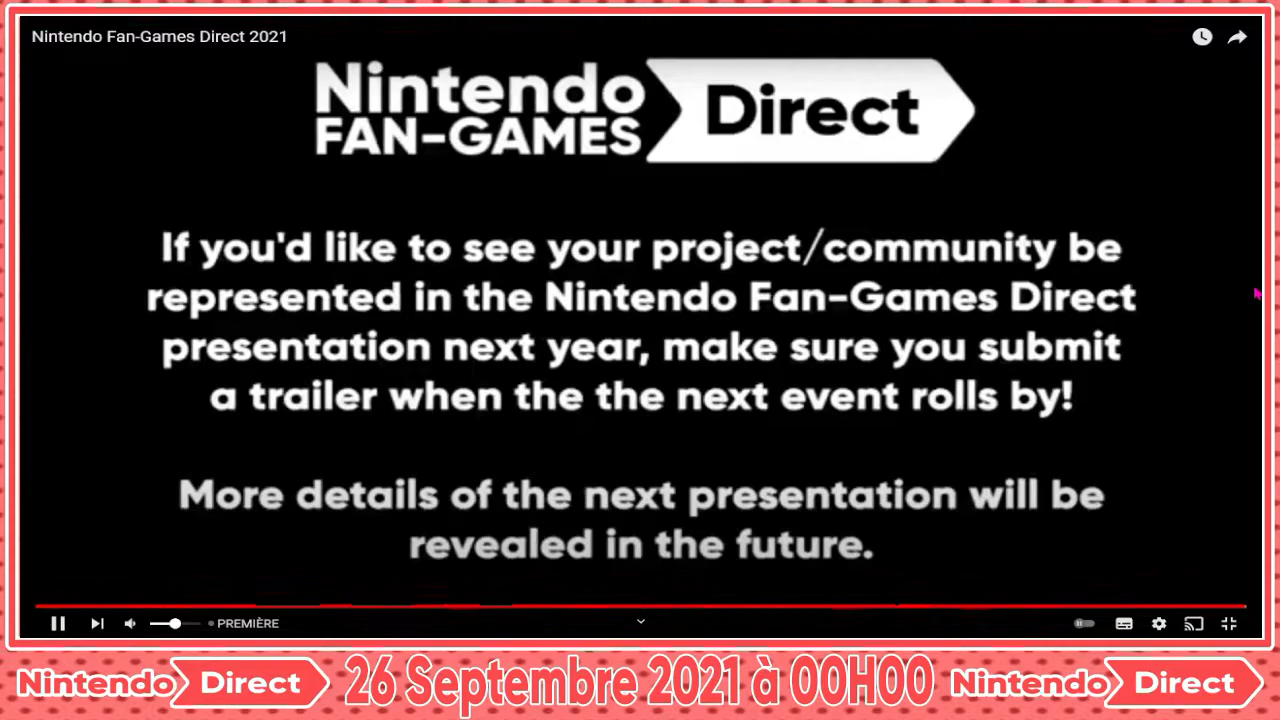 Nintendo Fan-Games Direct 2021
Nintendo
FAN-GAMES
Direct
If you'd like to see your project/community be
represented in the Nintendo Fan-Games Direct
presentation next year, make sure you submit
a trailer when the the next event rolls by!
More details of the next presentation will be
revealed in the future.
PREMIÈRE
Nintendo Direct 26 Septembre 2021 à 00H00 Nintendo Direct